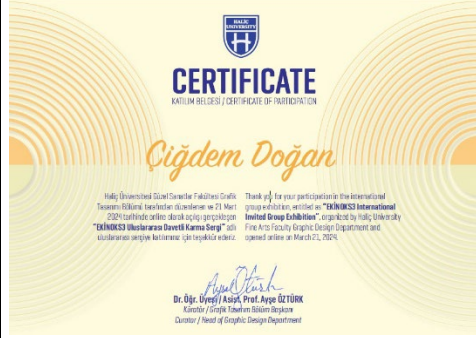 HALİÇ
UNIVERSITY
CERTIFICATE
KATILIM BELGESİ / CERTIFICATE OF PARTICIPATION
Çiğdem Doğan
Haliç Üniversitesi Güzel Sanatlar Fakültesi Grafik
Tasarımı Bölümü tarafından düzenlenen ve 21 Mart
2024 tarihinde online olarak açılışı gerçekleşen
"EKİNOKS3 Uluslararası Davetli Karma Sergi" adlı
uluslararası sergiye katılımınız için teşekkür ederiz.
Thank you for your participation in the international
group exhibition, entitled as "EKİNOKS3 International
Invited Group Exhibition", organized by Haliç University
Fine Arts Faculty Graphic Design Department and
opened online on March 21, 2024.
Ayşe Öztürk
Dr. Öğr. Üyesi / Asist. Prof. Ayşe ÖZTÜRK
Küratör / Grafik Tasarım Bölüm Başkanı
Curator / Head of Graphic Design Department